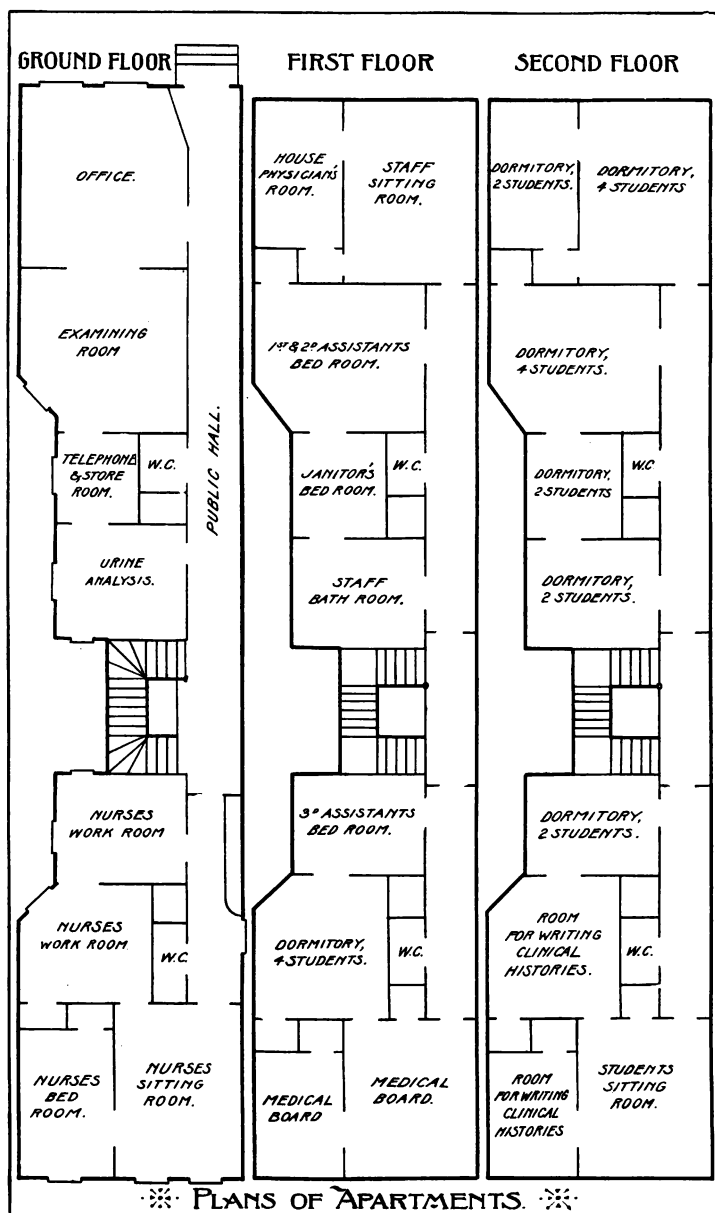 GROUND FLOOR
OFFICE.
EXAMINING
ROOM
TELEPHONE
& STORE
ROOM.
W.C.
PUBLIC HALL.
URINE
ANALYSIS.
NURSES
WORK ROOM
NURSES
WORK ROOM
W.C.
NURSES
BED
ROOM.
NURSES
SITTING
ROOM.
FIRST FLOOR
HOUSE
PHYSICIAN'S
ROOM.
STAFF
SITTING
ROOM.
1ST & 2D ASSISTANTS
BED ROOM.
JANITOR'S
BED ROOM.
W.C.
STAFF
BATH ROOM.
3D ASSISTANTS
BED ROOM.
DORMITORY,
4 STUDENTS.
W.C.
MEDICAL
BOARD
MEDICAL
BOARD.
SECOND FLOOR
DORMITORY,
2 STUDENTS.
DORMITORY,
4 STUDENTS
DORMITORY,
4 STUDENTS.
DORMITORY,
2 STUDENTS
W.C
DORMITORY,
2 STUDENTS.
DORMITORY,
2 STUDENTS.
ROOM
FOR WRITING
CLINICAL
HISTORIES.
W.C.
ROOM
FOR WRITING
CLINICAL
HISTORIES
STUDENTS
SITTING
ROOM.
PLANS OF APARTMENTS.